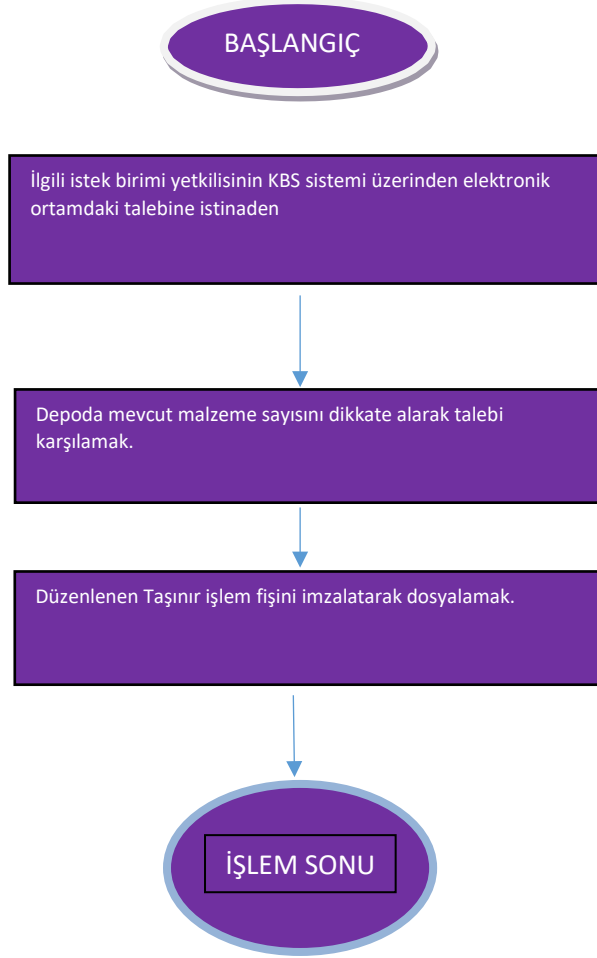 BAŞLANGIÇ
İlgili istek birimi yetkilisinin KBS sistemi üzerinden elektronik
ortamdaki talebine istinaden
Depoda mevcut malzeme sayısını dikkate alarak talebi
karşılamak.
Düzenlenen Taşınır işlem fişini imzalatarak dosyalamak.
İŞLEM SONU